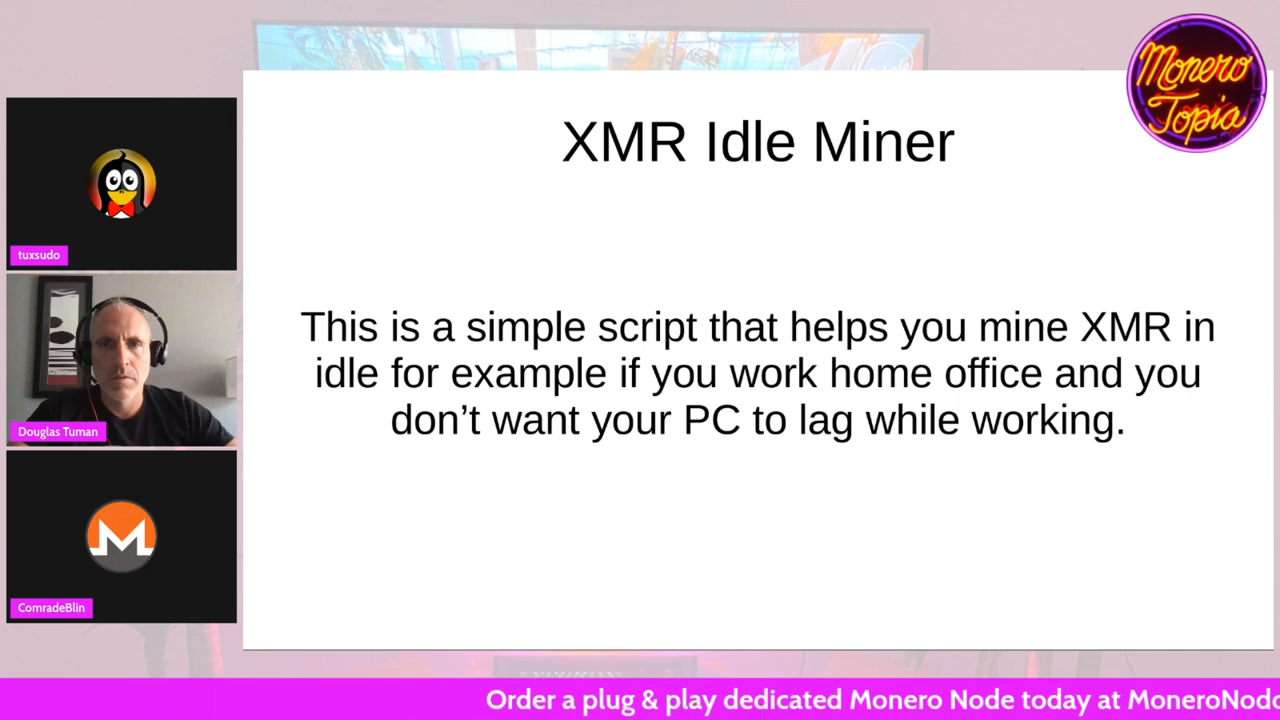 Monero
Topia
XMR Idle Miner
This is a simple script that helps you mine XMR in
idle for example if you work home office and you
don’t want your PC to lag while working.
tuxsudo
Douglas Tuman
ComradeBlin
Order a plug & play dedicated Monero Node today at MoneroNode